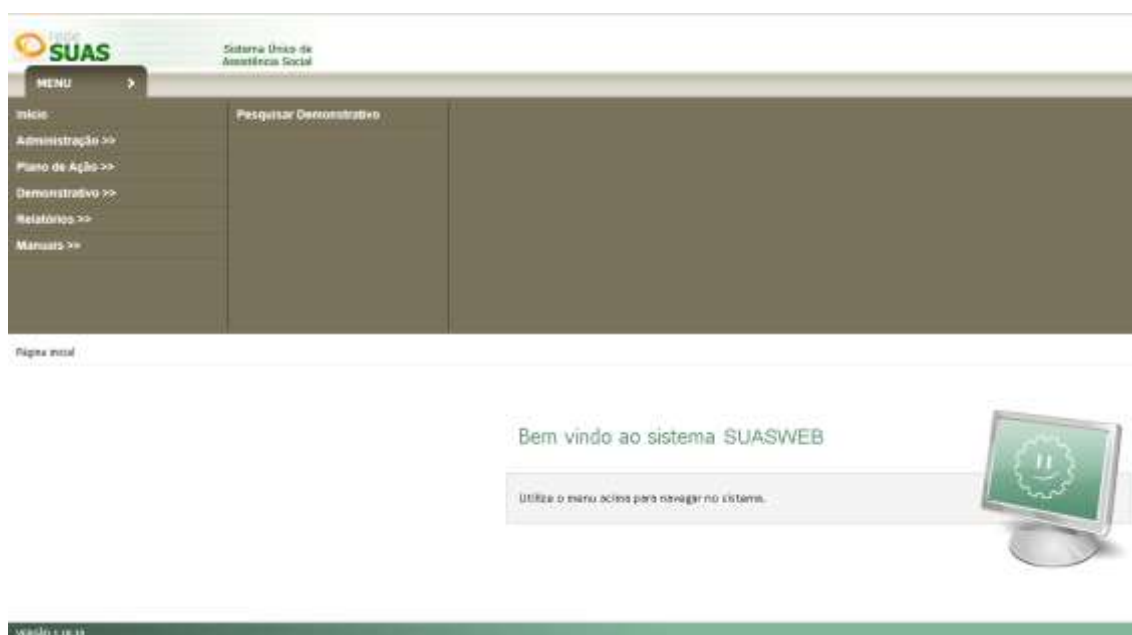 rede
SUAS
Sistema Único de
Assistência Social
MENU
Início
Pesquisar Demonstrativo
Administração >>
Plano de Ação >>
Demonstrativo >>
Relatórios >>
Manuais >>
Página inicial
Bem vindo ao sistema SUASWEB
Utilize o menu acima para navegar no sistema.